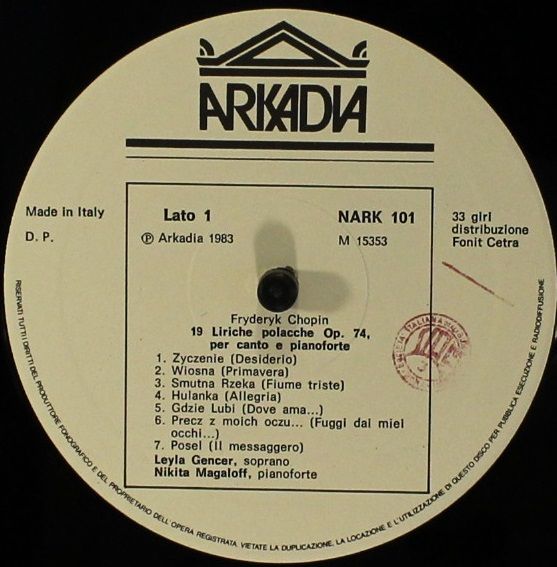 ARKADIA
Made in Italy
D. P.
Lato 1
NARK 101
℗ Arkadia 1983
M 15353
33 giri
distribuzione
Fonit Cetra
Fryderyk Chopin
19 Liriche polacche Op. 74,
per canto e pianoforte
1. Zyczenie (Desiderio)
2. Wiosna (Primavera)
3. Smutna Rzeka (Fiume triste)
4. Hulanka (Allegria)
5. Gdzie Lubi (Dove ama...)
6. Precz z moich oczu... (Fuggi dai miei
occhi...)
7. Posel (Il messaggero)
Leyla Gencer, soprano
Nikita Magaloff, pianoforte
RISERVATI TUTTI I DIRITTI DEL PRODUTTORE FONOGRAFICO E DEL PROPRIETARIO DELL'OPERA REGISTRATA. VIETATE LA DUPLICAZIONE, LA LOCAZIONE E L'UTILIZZAZIONE DI QUESTO DISCO PER PUBBLICA ESECUZIONE E RADIODIFFUSIONE